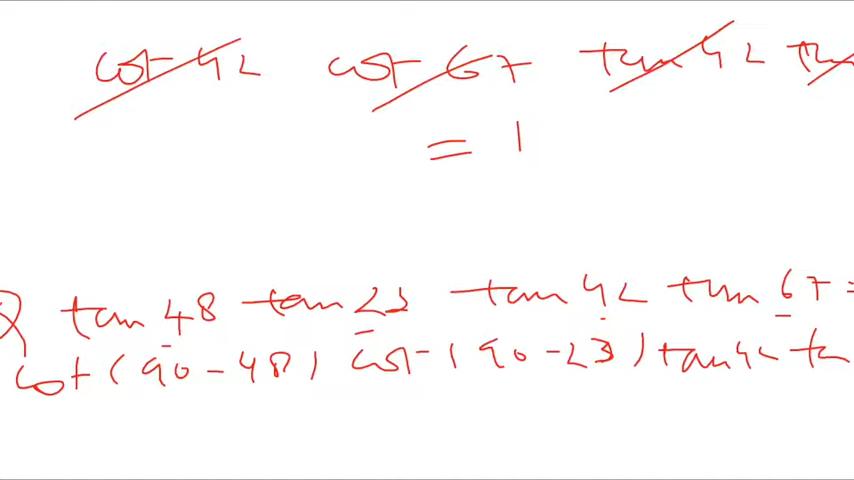 cot 42 cot 67 tan 42
= 1
tan 48 tan 23 tan 42 tan 67 =
cot (90-48) cot (90-23) tan 42